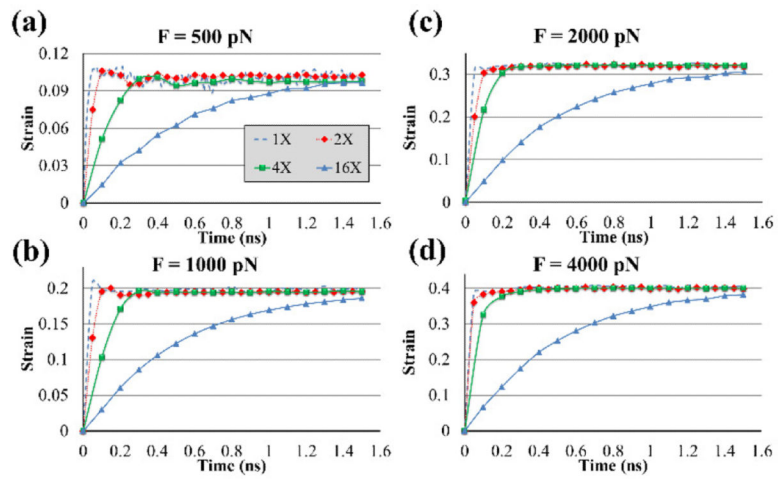 (a)
F = 500 pN
0.12
0.09
0.06
0.03
0
Strain
1X
2X
4X
16X
0 0.2 0.4 0.6 0.8 1 1.2 1.4 1.6
Time (ns)
(c)
F = 2000 pN
0.3
0.2
0.1
0
Strain
0 0.2 0.4 0.6 0.8 1 1.2 1.4 1.6
Time (ns)
(b)
F = 1000 pN
0.2
0.15
0.1
0.05
0
Strain
0 0.2 0.4 0.6 0.8 1 1.2 1.4 1.6
Time (ns)
(d)
F = 4000 pN
0.4
0.3
0.2
0.1
0
Strain
0 0.2 0.4 0.6 0.8 1 1.2 1.4 1.6
Time (ns)